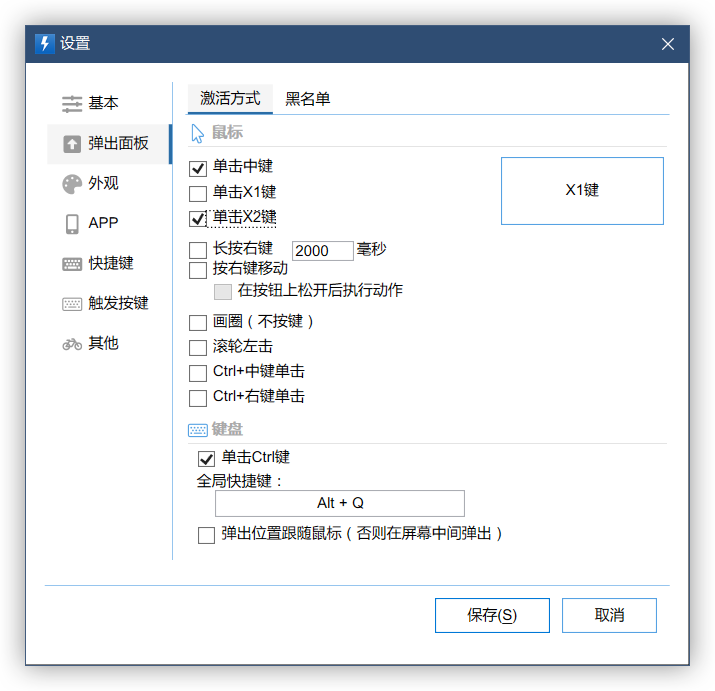 设置
基本
弹出面板
外观
APP
快捷键
触发按键
其他
激活方式 黑名单
鼠标
单击中键
单击X1键
单击X2键
X1键
长按右键 2000 毫秒
按右键移动
在按钮上松开后执行动作
画圈（不按键）
滚轮左击
Ctrl+中键单击
Ctrl+右键单击
键盘
单击Ctrl键
全局快捷键：
Alt + Q
弹出位置跟随鼠标（否则在屏幕中间弹出）
保存(S) 取消